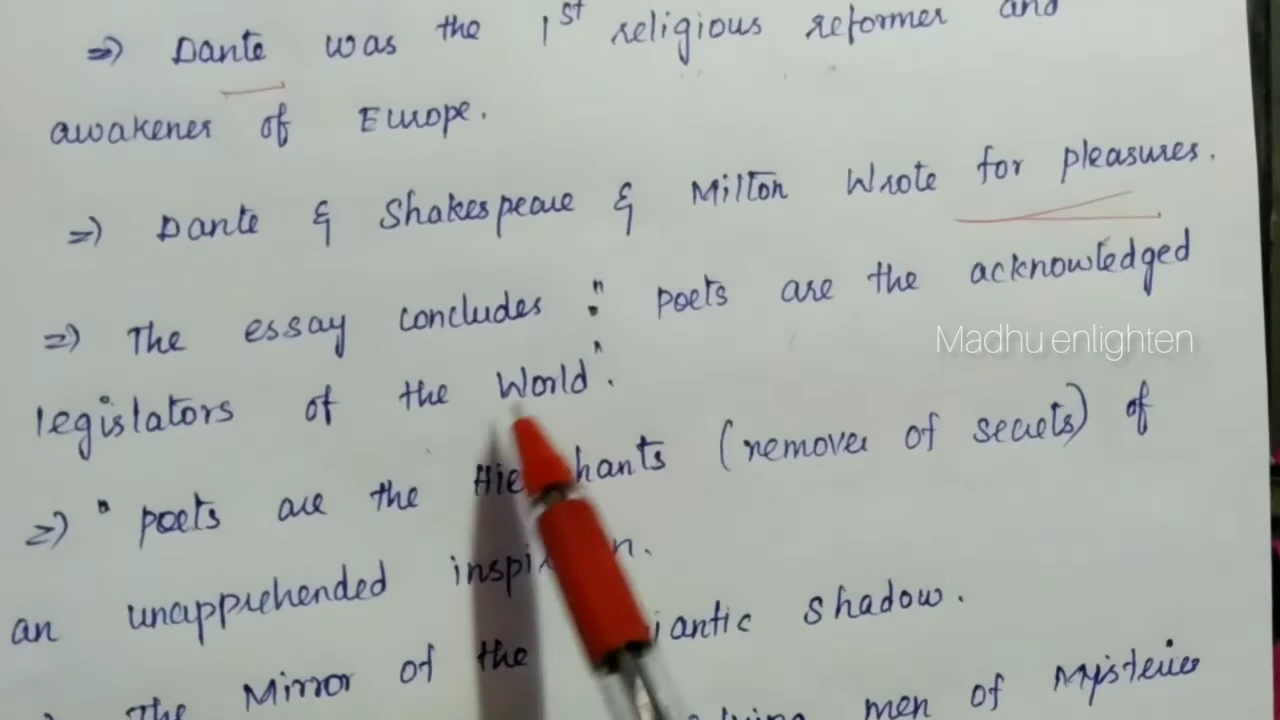 =) Dante was the 1st religious reformer and
awakener of Europe.
=) Dante & Shakespeare & Milton Wrote for pleasures.
=) The essay concludes : " poets are the acknowledged
Madhu enlighten
legislators of the World".
=) " poets are the (remover of secrets) of
an unapprehended
The Mirror of the shadow.
men of Mysteries